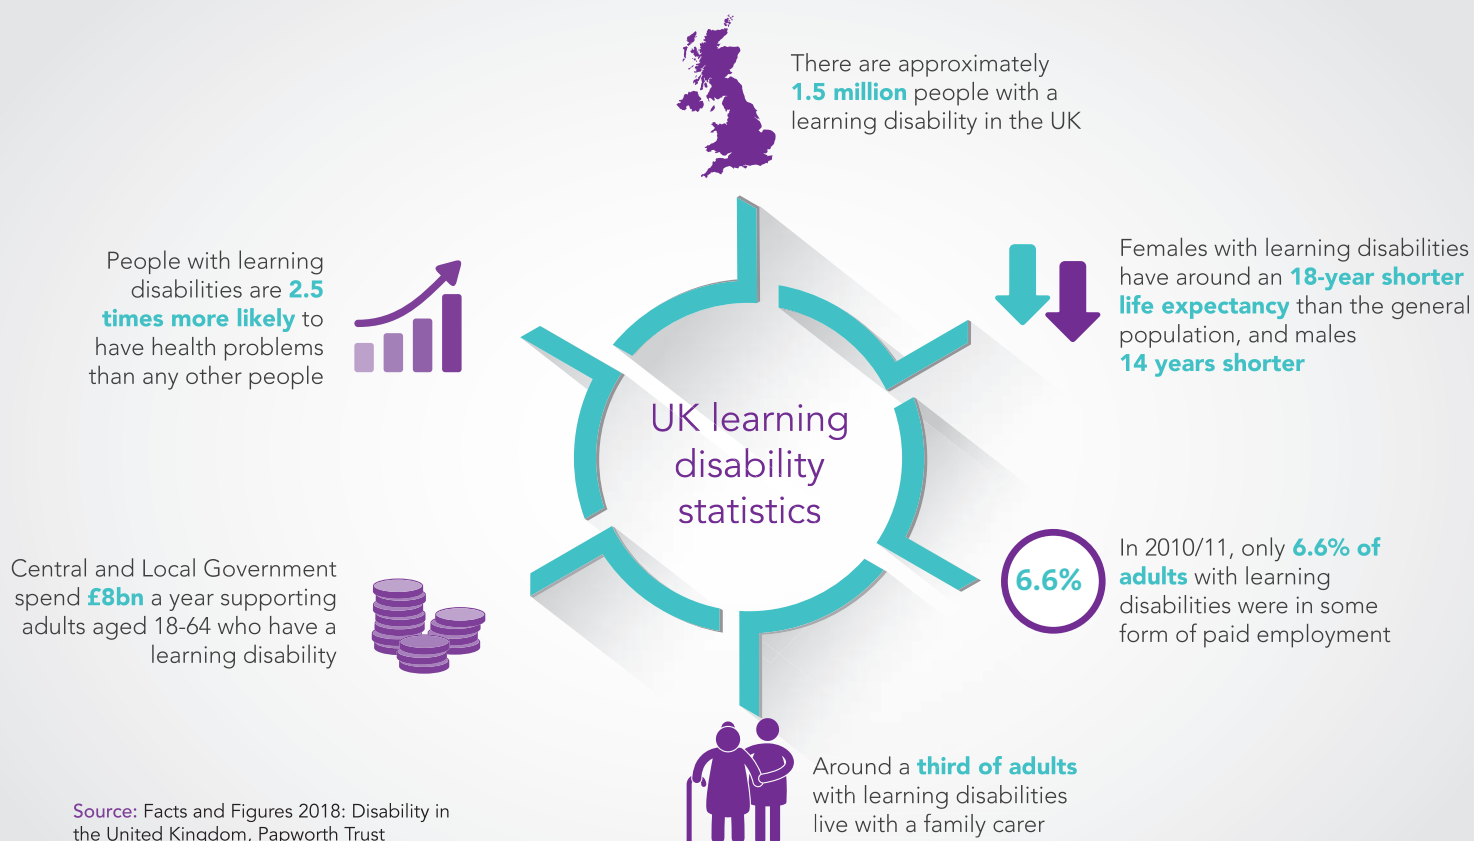 There are approximately
1.5 million people with a
learning disability in the UK
Females with learning disabilities
have around an 18-year shorter
life expectancy than the general
population, and males
14 years shorter
People with learning
disabilities are 2.5
times more likely to
have health problems
than any other people
UK learning
disability
statistics
6.6%
In 2010/11, only 6.6% of
adults with learning
disabilities were in some
form of paid employment
Central and Local Government
spend £8bn a year supporting
adults aged 18-64 who have a
learning disability
Around a third of adults
with learning disabilities
live with a family carer
Source: Facts and Figures 2018: Disability in
the United Kingdom, Papworth Trust